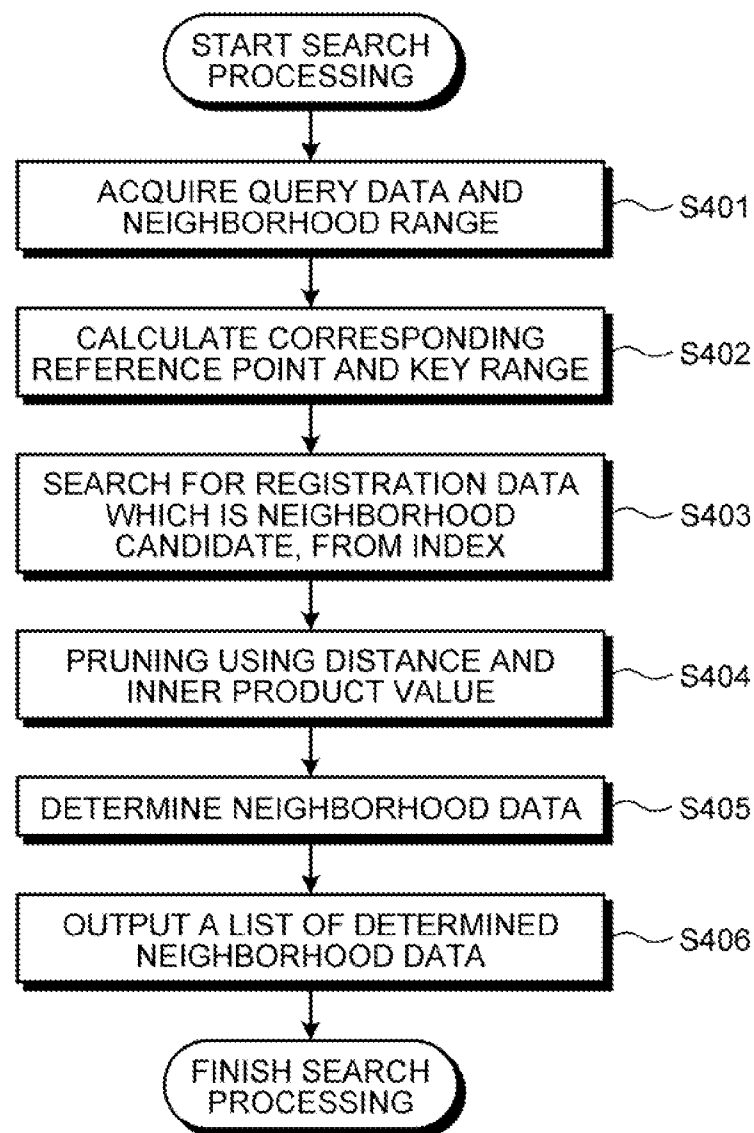 START SEARCH
PROCESSING
ACQUIRE QUERY DATA AND
NEIGHBORHOOD RANGE
S401
CALCULATE CORRESPONDING
REFERENCE POINT AND KEY RANGE
S402
SEARCH FOR REGISTRATION DATA
WHICH IS NEIGHBORHOOD
CANDIDATE, FROM INDEX
S403
PRUNING USING DISTANCE AND
INNER PRODUCT VALUE
S404
DETERMINE NEIGHBORHOOD DATA
S405
OUTPUT A LIST OF DETERMINED
NEIGHBORHOOD DATA
S406
FINISH SEARCH
PROCESSING